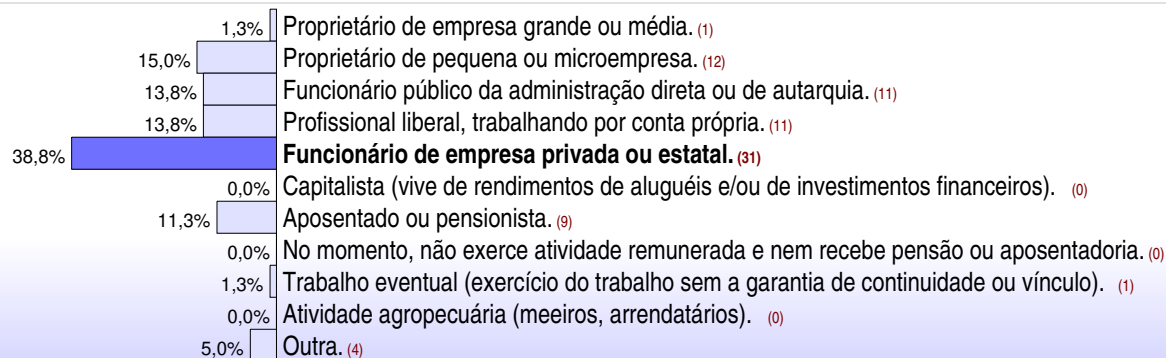 1,3% Proprietário de empresa grande ou média. (1)
15,0% Proprietário de pequena ou microempresa. (12)
13,8% Funcionário público da administração direta ou de autarquia. (11)
13,8% Profissional liberal, trabalhando por conta própria. (11)
38,8% Funcionário de empresa privada ou estatal. (31)
0,0% Capitalista (vive de rendimentos de aluguéis e/ou de investimentos financeiros). (0)
11,3% Aposentado ou pensionista. (9)
0,0% No momento, não exerce atividade remunerada e nem recebe pensão ou aposentadoria. (0)
1,3% Trabalho eventual (exercício do trabalho sem a garantia de continuidade ou vínculo). (1)
0,0% Atividade agropecuária (meeiros, arrendatários). (0)
5,0% Outra. (4)